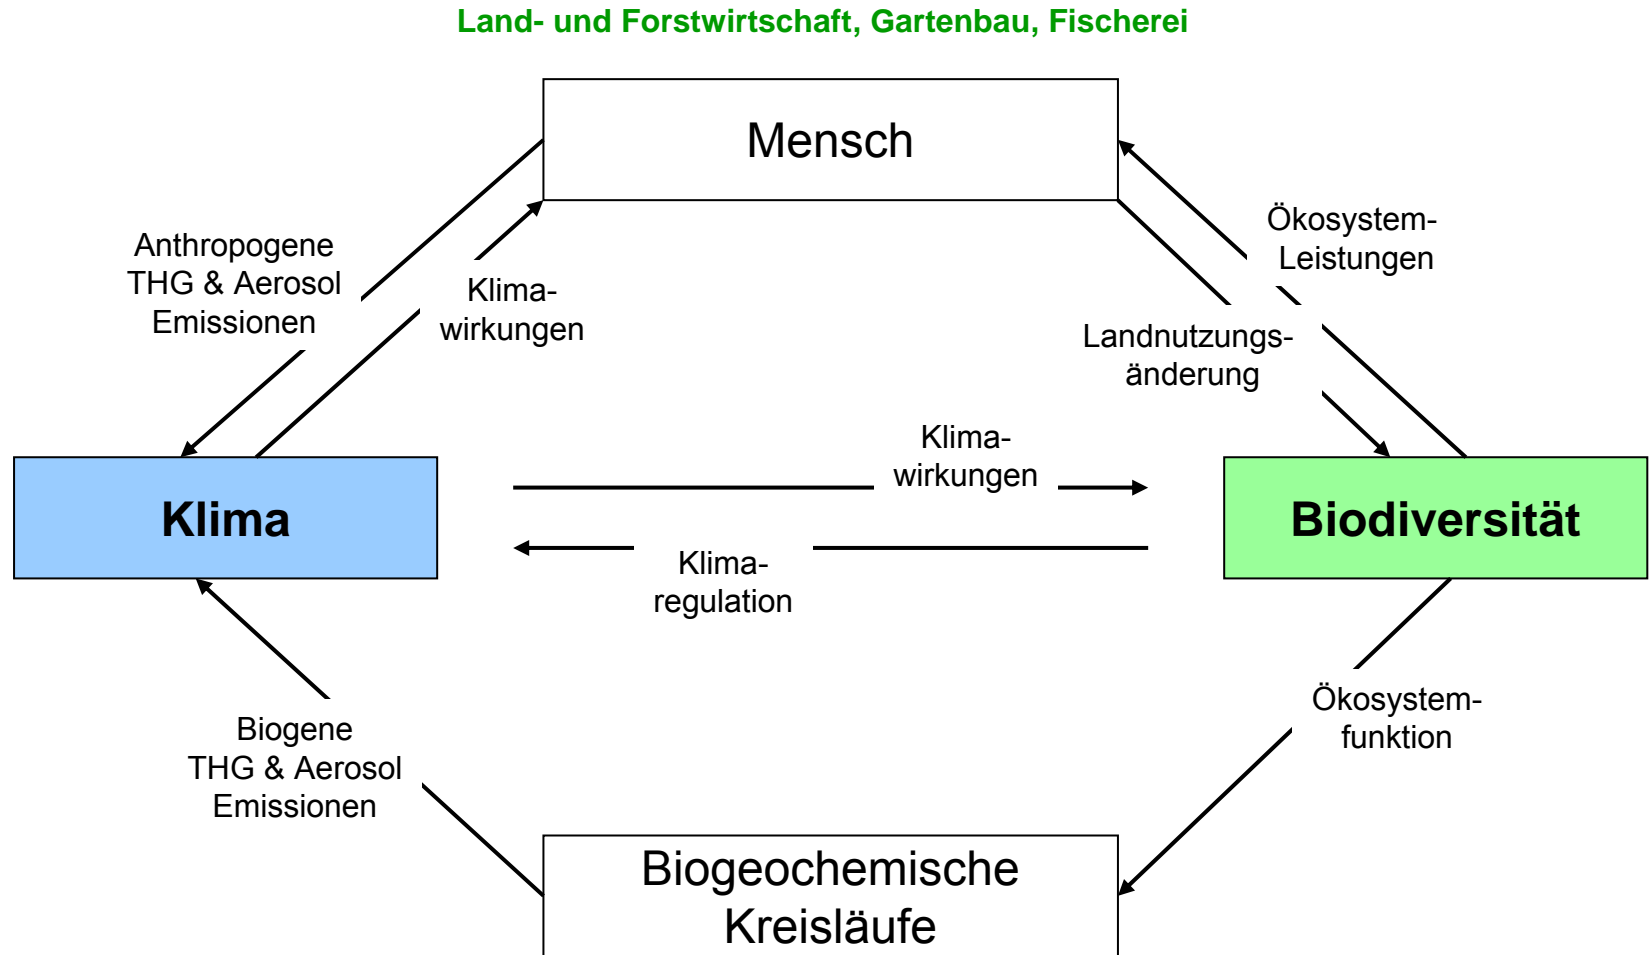 Land- und Forstwirtschaft, Gartenbau, Fischerei
Mensch
Anthropogene
THG & Aerosol
Emissionen
Klima-
wirkungen
Ökosystem-
Leistungen
Landnutzungs-
änderung
Klima-
wirkungen
Klima
Biodiversität
Klima-
regulation
Biogene
THG & Aerosol
Emissionen
Ökosystem-
funktion
Biogeochemische
Kreisläufe